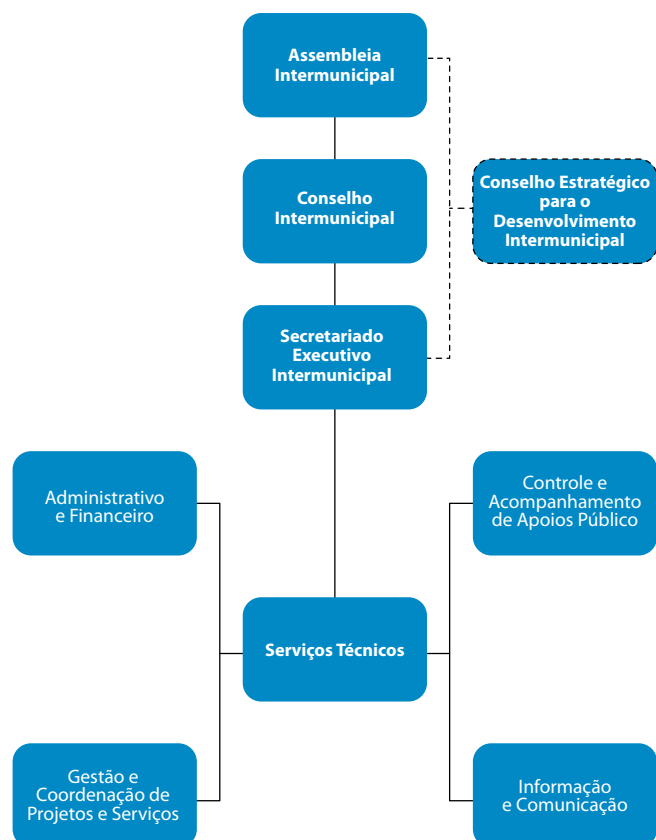 Assembleia
Intermunicipal
Conselho
Intermunicipal
Conselho Estratégico
para o
Desenvolvimento
Intermunicipal
Secretariado
Executivo
Intermunicipal
Administrativo
e Financeiro
Controle e
Acompanhamento
de Apoios Público
Serviços Técnicos
Gestão e
Coordenação de
Projetos e Serviços
Informação
e Comunicação